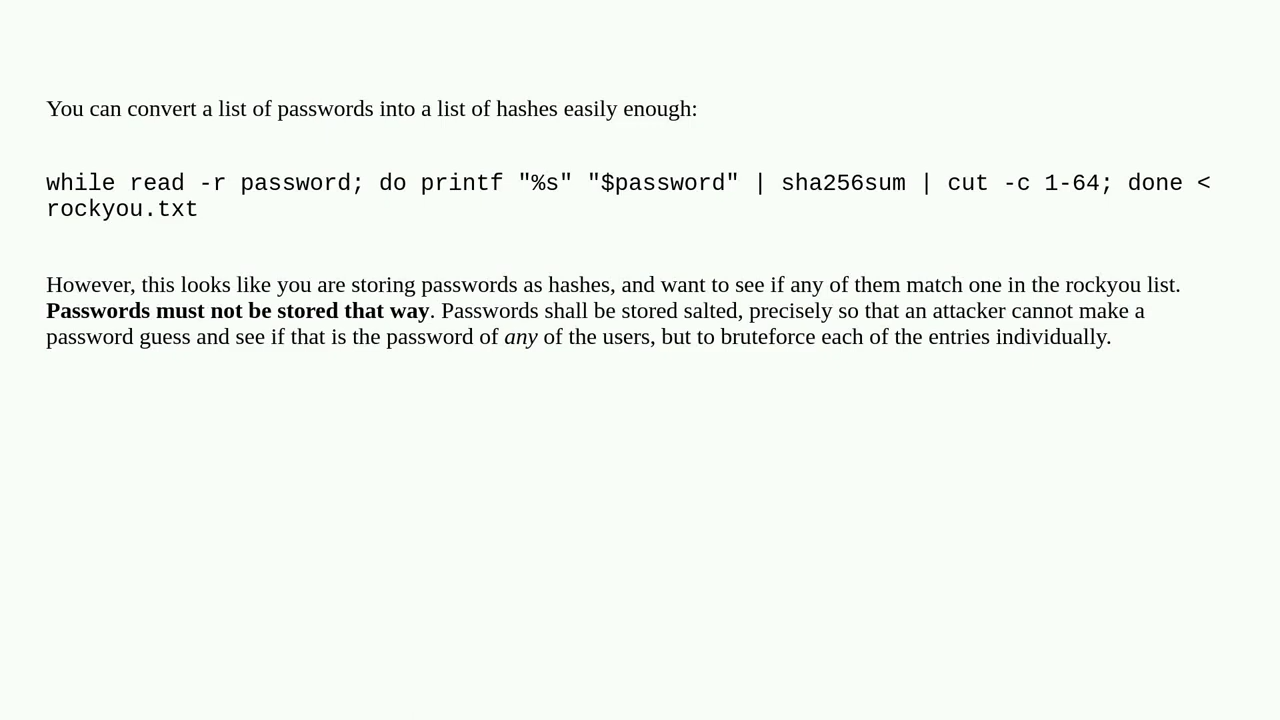 You can convert a list of passwords into a list of hashes easily enough:
while read -r password; do printf "%s" "$password" | sha256sum | cut -c 1-64; done <
rockyou.txt
However, this looks like you are storing passwords as hashes, and want to see if any of them match one in the rockyou list.
Passwords must not be stored that way. Passwords shall be stored salted, precisely so that an attacker cannot make a
password guess and see if that is the password of any of the users, but to bruteforce each of the entries individually.